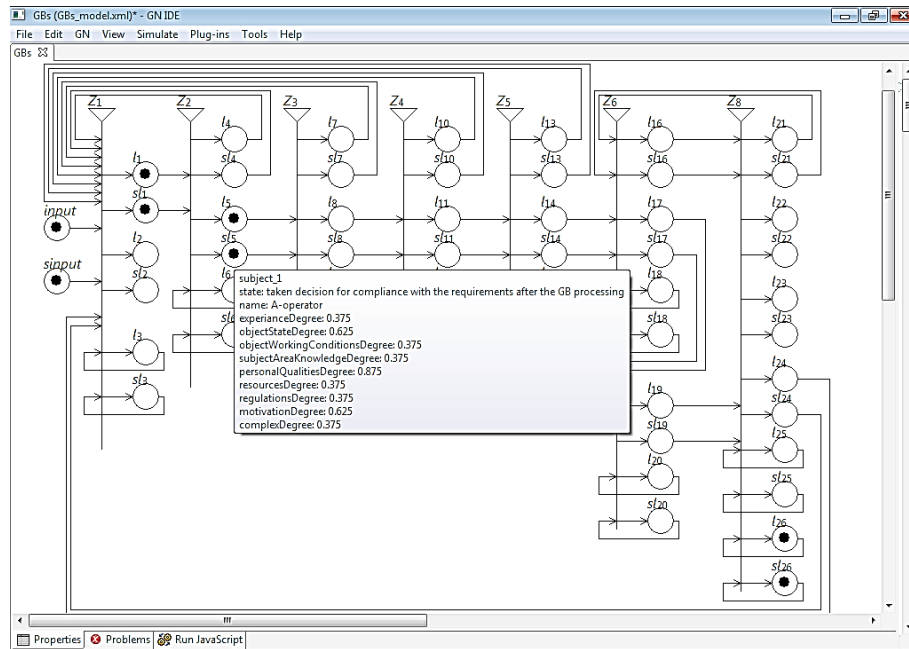 GBs (GBs_model.xml)* - GN IDE
File Edit GN View Simulate Plug-ins Tools Help
GBs
Z1 Z2 Z3 Z4 Z5 Z6 Z8
l4 l7 l10 l13 l16 l21
l1 sl4 sl7 sl10 sl13 sl16 sl21
sl1
input l5 l8 l11 l14 l17 l22
l2 sl5 sl8 sl11 sl14 sl17 sl22
sinput
sl2 l6 l18 l23
subject_1
state: taken decision for compliance with the requirements after the GB processing
name: A-operator
experianceDegree: 0.375
objectStateDegree: 0.625
objectWorkingConditionsDegree: 0.375
subjectAreaKnowledgeDegree: 0.375
personalQualitiesDegree: 0.875
resourcesDegree: 0.375
regulationsDegree: 0.375
motivationDegree: 0.625
complexDegree: 0.375
sl6 sl18 sl23
l3
sl3 l24
l19 sl24
sl19 l25
l20 sl25
sl20 l26
sl26
Properties Problems Run JavaScript